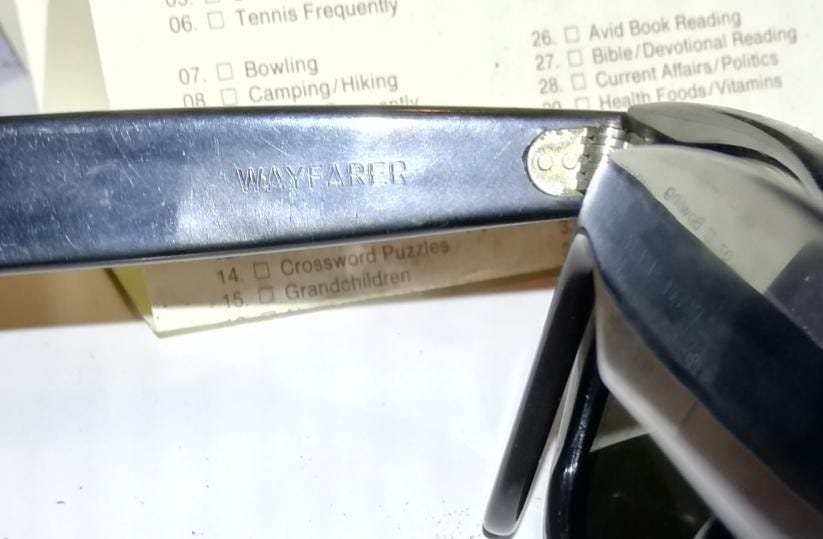 06. ☐ Tennis Frequently
07. ☐ Bowling
08. ☐ Camping/Hiking
26. ☐ Avid Book Reading
27. ☐ Bible/Devotional Reading
28. ☐ Current Affairs/Politics
☐ Health Foods/Vitamins
WAYFARER
14. ☐ Crossword Puzzles
15. ☐ Grandchildren